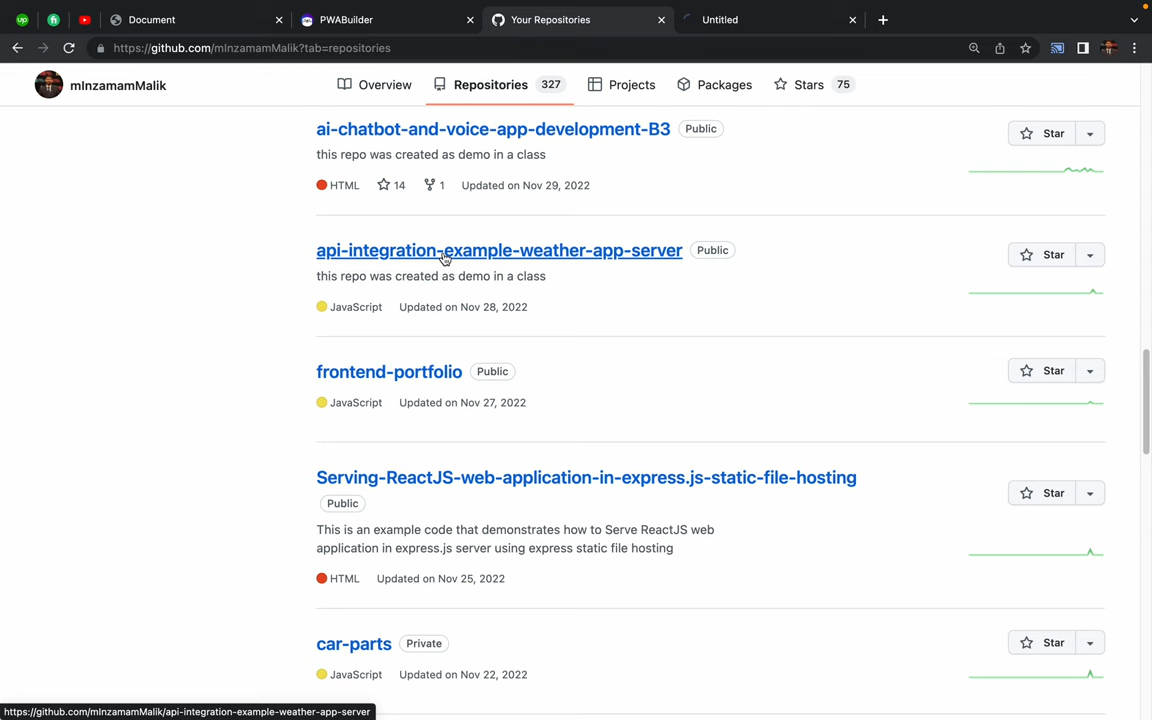 Document
PWABuilder
Your Repositories
Untitled
https://github.com/mInzamamMalik?tab=repositories
mInzamamMalik
Overview
Repositories 327
Projects
Packages
Stars 75
ai-chatbot-and-voice-app-development-B3 Public
Star
this repo was created as demo in a class
HTML 14 1 Updated on Nov 29, 2022
api-integration-example-weather-app-server Public
Star
this repo was created as demo in a class
JavaScript Updated on Nov 28, 2022
frontend-portfolio Public
Star
JavaScript Updated on Nov 27, 2022
Serving-ReactJS-web-application-in-express.js-static-file-hosting
Star
Public
This is an example code that demonstrates how to Serve ReactJS web
application in express.js server using express static file hosting
HTML Updated on Nov 25, 2022
car-parts Private
Star
JavaScript Updated on Nov 22, 2022
https://github.com/mInzamamMalik/api-integration-example-weather-app-server